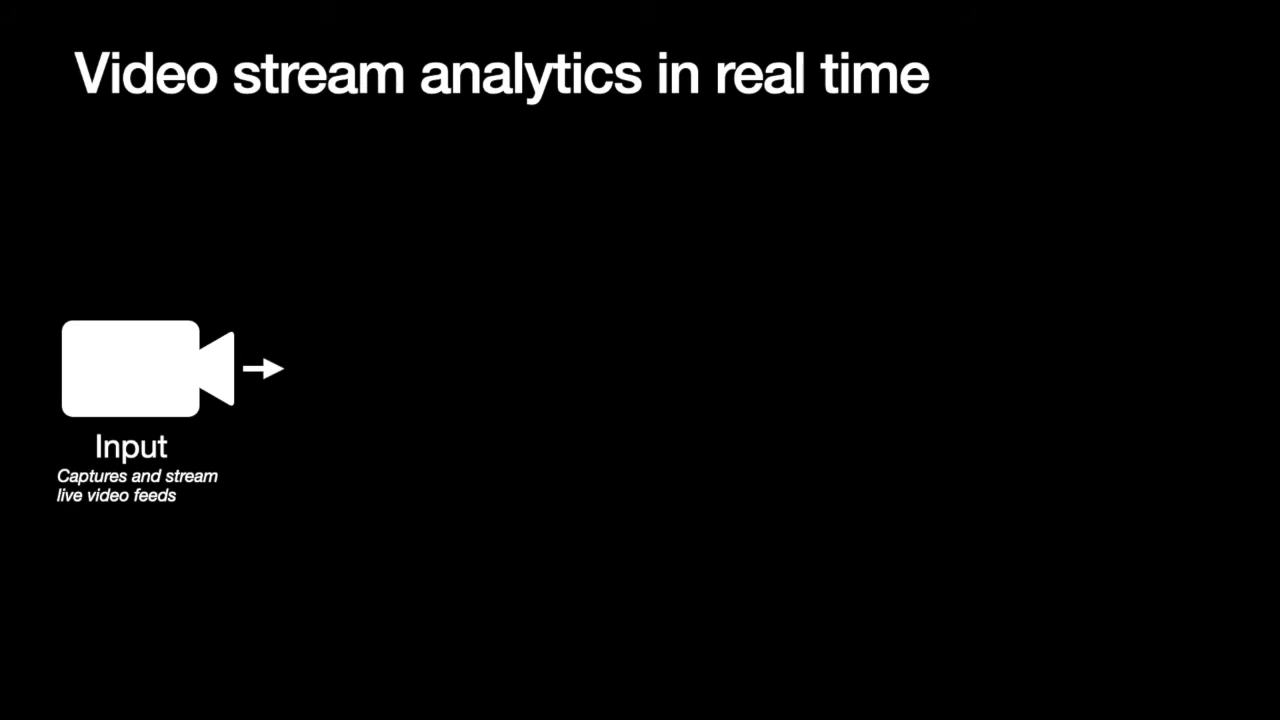 Video stream analytics in real time
Input
Captures and stream
live video feeds